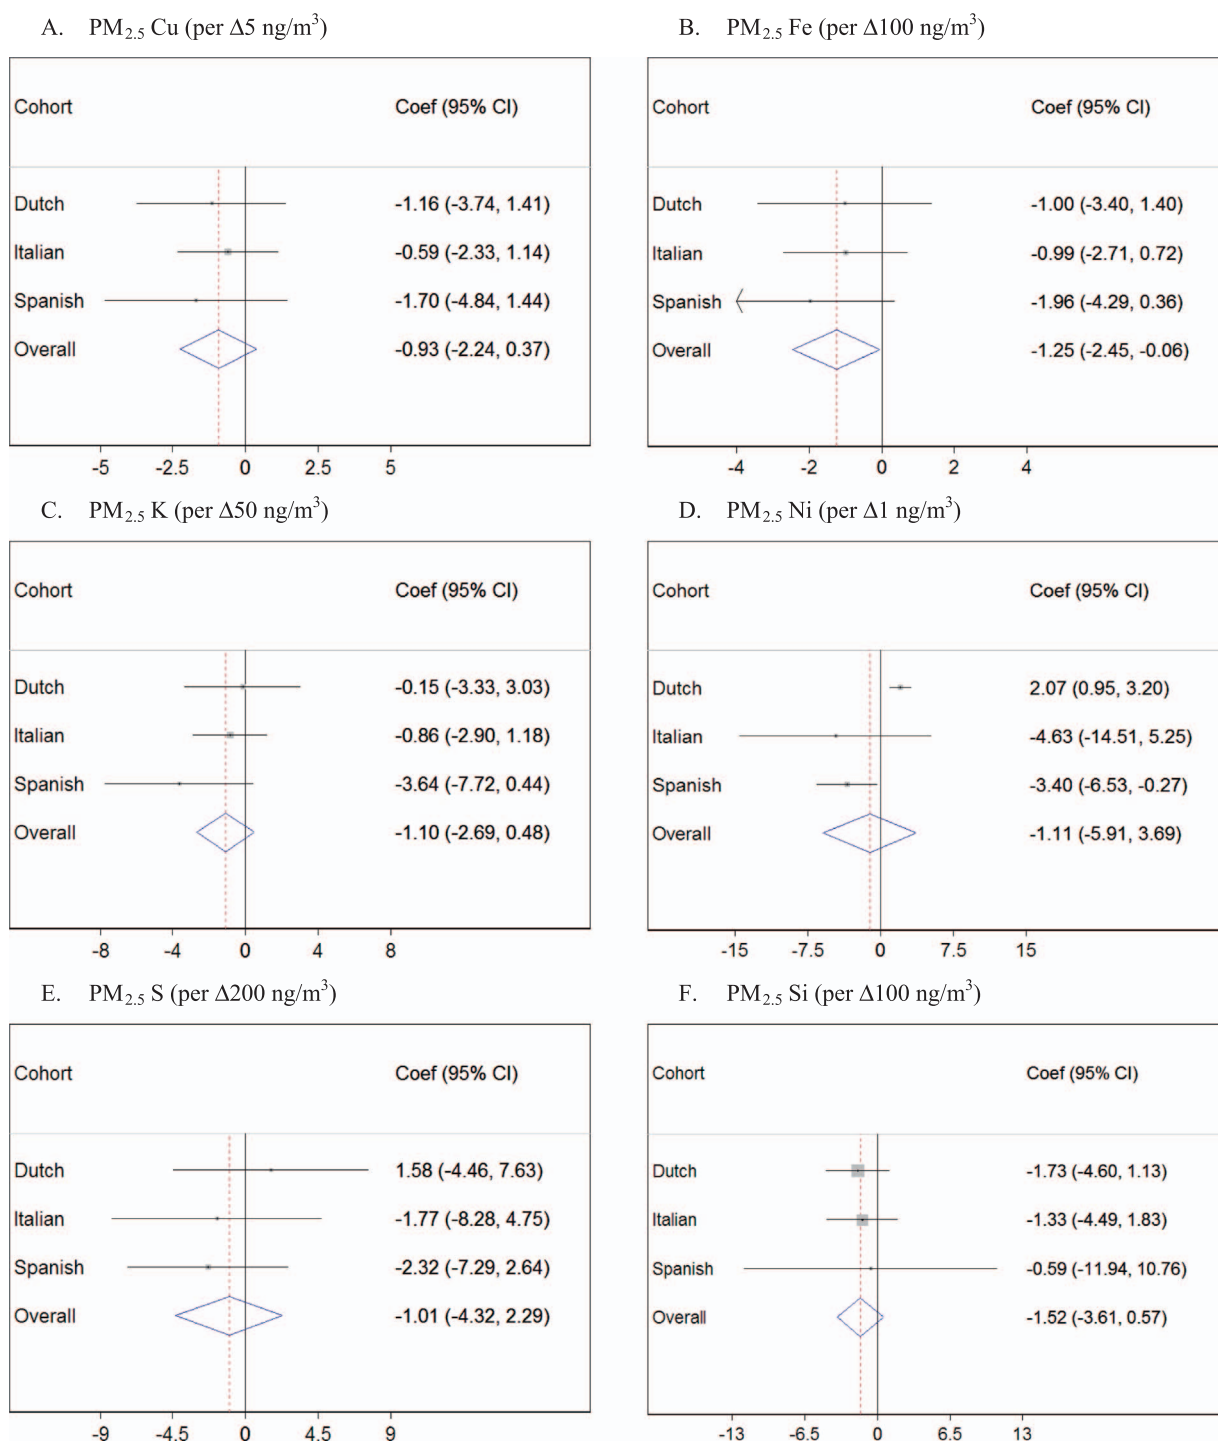 A. PM2.5 Cu (per Δ5 ng/m³)
Cohort Coef (95% CI)
Dutch -1.16 (-3.74, 1.41)
Italian -0.59 (-2.33, 1.14)
Spanish -1.70 (-4.84, 1.44)
Overall -0.93 (-2.24, 0.37)
-5 -2.5 0 2.5 5
B. PM2.5 Fe (per Δ100 ng/m³)
Cohort Coef (95% CI)
Dutch -1.00 (-3.40, 1.40)
Italian -0.99 (-2.71, 0.72)
Spanish -1.96 (-4.29, 0.36)
Overall -1.25 (-2.45, -0.06)
-4 -2 0 2 4
C. PM2.5 K (per Δ50 ng/m³)
Cohort Coef (95% CI)
Dutch -0.15 (-3.33, 3.03)
Italian -0.86 (-2.90, 1.18)
Spanish -3.64 (-7.72, 0.44)
Overall -1.10 (-2.69, 0.48)
-8 -4 0 4 8
D. PM2.5 Ni (per Δ1 ng/m³)
Cohort Coef (95% CI)
Dutch 2.07 (0.95, 3.20)
Italian -4.63 (-14.51, 5.25)
Spanish -3.40 (-6.53, -0.27)
Overall -1.11 (-5.91, 3.69)
-15 -7.5 0 7.5 15
E. PM2.5 S (per Δ200 ng/m³)
Cohort Coef (95% CI)
Dutch 1.58 (-4.46, 7.63)
Italian -1.77 (-8.28, 4.75)
Spanish -2.32 (-7.29, 2.64)
Overall -1.01 (-4.32, 2.29)
-9 -4.5 0 4.5 9
F. PM2.5 Si (per Δ100 ng/m³)
Cohort Coef (95% CI)
Dutch -1.73 (-4.60, 1.13)
Italian -1.33 (-4.49, 1.83)
Spanish -0.59 (-11.94, 10.76)
Overall -1.52 (-3.61, 0.57)
-13 -6.5 0 6.5 13